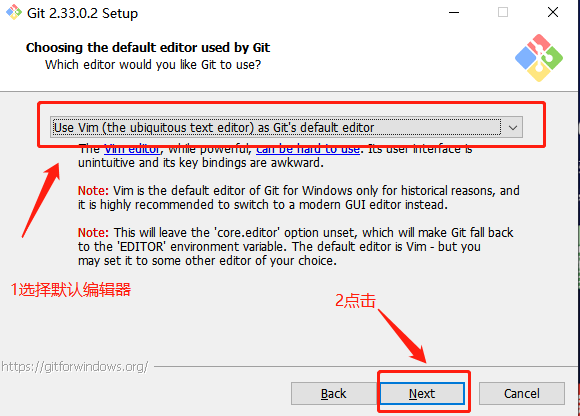 Git 2.33.0.2 Setup
Choosing the default editor used by Git
Which editor would you like Git to use?
Use Vim (the ubiquitous text editor) as Git's default editor
The Vim editor, while powerful, can be hard to use. Its user interface is
unintuitive and its key bindings are awkward.
Note: Vim is the default editor of Git for Windows only for historical reasons, and
it is highly recommended to switch to a modern GUI editor instead.
Note: This will leave the 'core.editor' option unset, which will make Git fall back
to the 'EDITOR' environment variable. The default editor is Vim - but you
may set it to some other editor of your choice.
1选择默认编辑器
2点击
https://gitforwindows.org/
Back
Next
Cancel